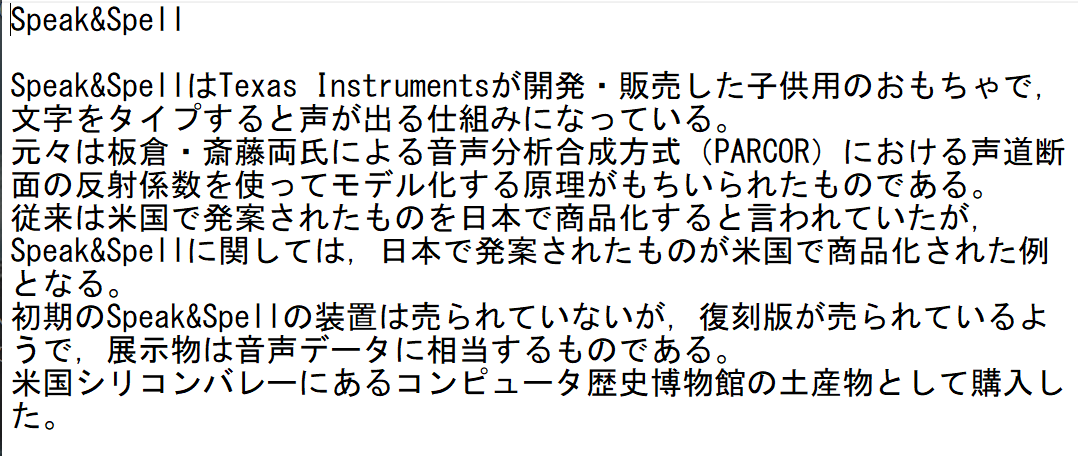 Speak&Spell
Speak&SpellはTexas Instrumentsが開発・販売した子供用のおもちゃで，
文字をタイプすると声が出る仕組みになっている。
元々は板倉・斎藤両氏による音声分析合成方式（PARCOR）における声道断
面の反射係数を使ってモデル化する原理がもちいられたものである。
従来は米国で発案されたものを日本で商品化すると言われていたが，
Speak&Spellに関しては，日本で発案されたものが米国で商品化された例
となる。
初期のSpeak&Spellの装置は売られていないが，復刻版が売られているよ
うで，展示物は音声データに相当するものである。
米国シリコンバレーにあるコンピュータ歴史博物館の土産物として購入し
た。